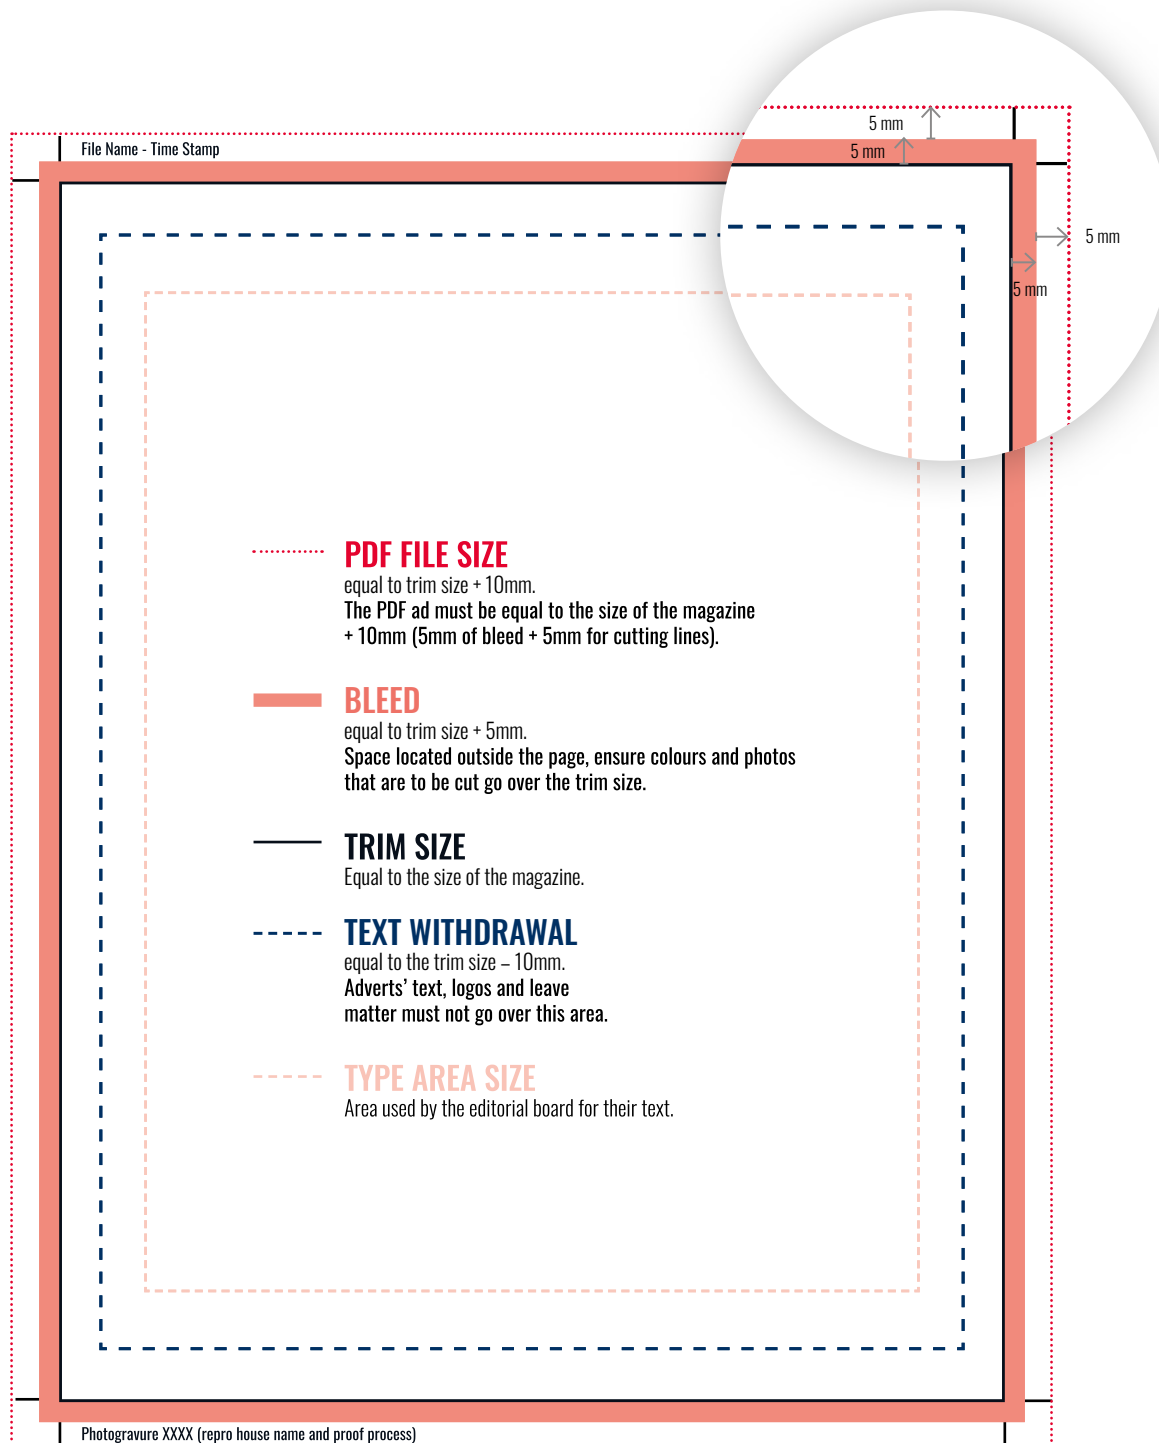 5 mm
File Name - Time Stamp
5 mm
5 mm
5 mm
PDF FILE SIZE
equal to trim size + 10mm.
The PDF ad must be equal to the size of the magazine
+ 10mm (5mm of bleed + 5mm for cutting lines).
BLEED
equal to trim size + 5mm.
Space located outside the page, ensure colours and photos
that are to be cut go over the trim size.
TRIM SIZE
Equal to the size of the magazine.
TEXT WITHDRAWAL
equal to the trim size – 10mm.
Adverts’ text, logos and leave
matter must not go over this area.
TYPE AREA SIZE
Area used by the editorial board for their text.
Photogravure XXXX (repro house name and proof process)